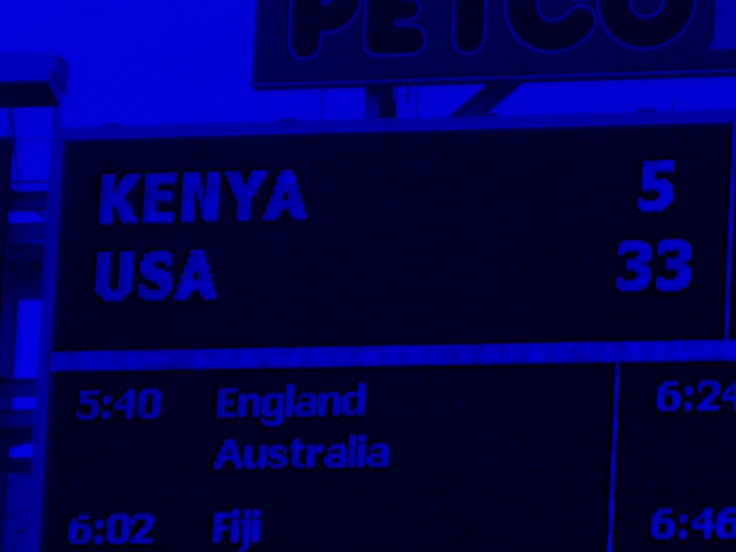 PETCO
KENYA 5
USA 33
5:40 England 6:24
Australia
6:02 Fiji 6:46